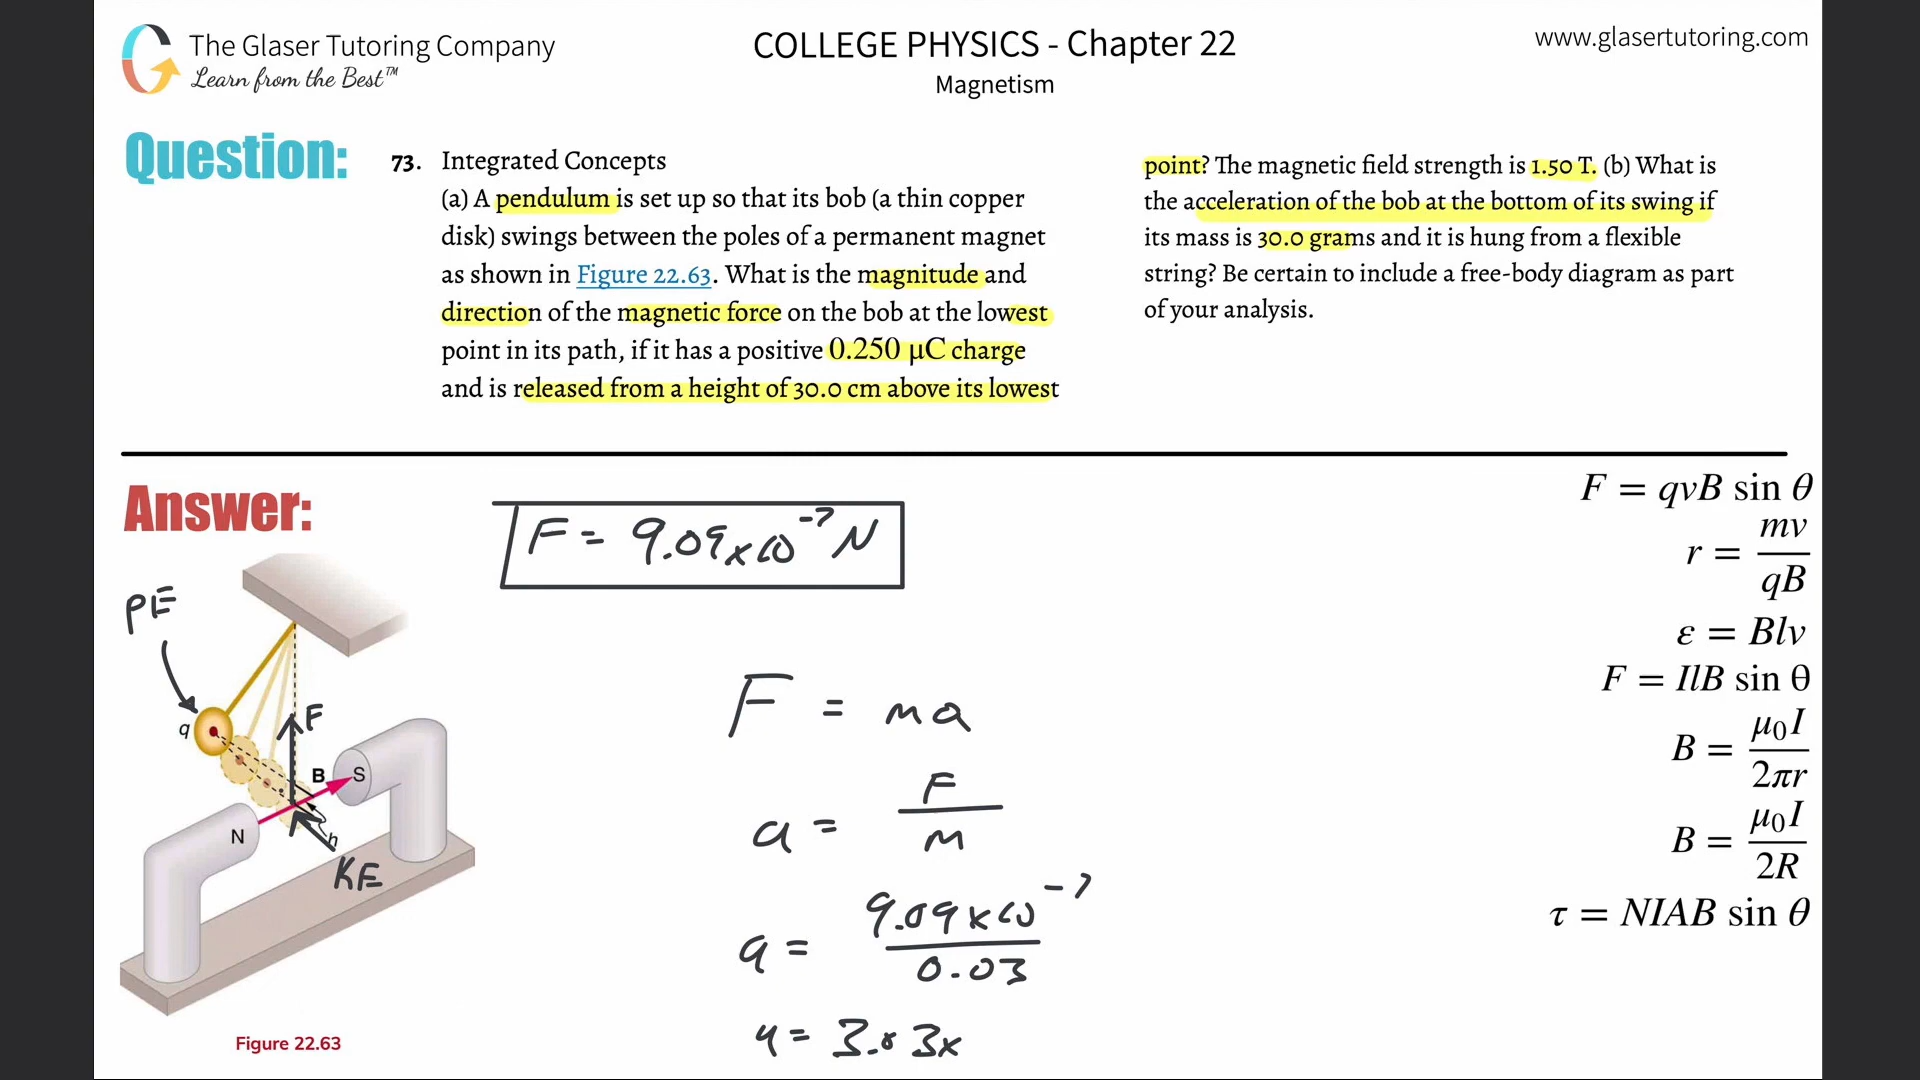 The Glaser Tutoring Company
Learn from the Best™
COLLEGE PHYSICS - Chapter 22
Magnetism
www.glasertutoring.com
Question:
73. Integrated Concepts
(a) A pendulum is set up so that its bob (a thin copper
disk) swings between the poles of a permanent magnet
as shown in Figure 22.63. What is the magnitude and
direction of the magnetic force on the bob at the lowest
point in its path, if it has a positive 0.250 μC charge
and is released from a height of 30.0 cm above its lowest
point? The magnetic field strength is 1.50 T. (b) What is
the acceleration of the bob at the bottom of its swing if
its mass is 30.0 grams and it is hung from a flexible
string? Be certain to include a free-body diagram as part
of your analysis.
Answer:
PE
q
F
B
S
N
h
KE
Figure 22.63
F = 9.09x10⁻⁷ N
F = ma
a = F/m
a = 9.09x10⁻⁷/0.03
a = 3.03x
F = qvB sin θ
r = mv/qB
ε = Blv
F = IlB sin θ
B = μ₀I/2πr
B = μ₀I/2R
τ = NIAB sin θ